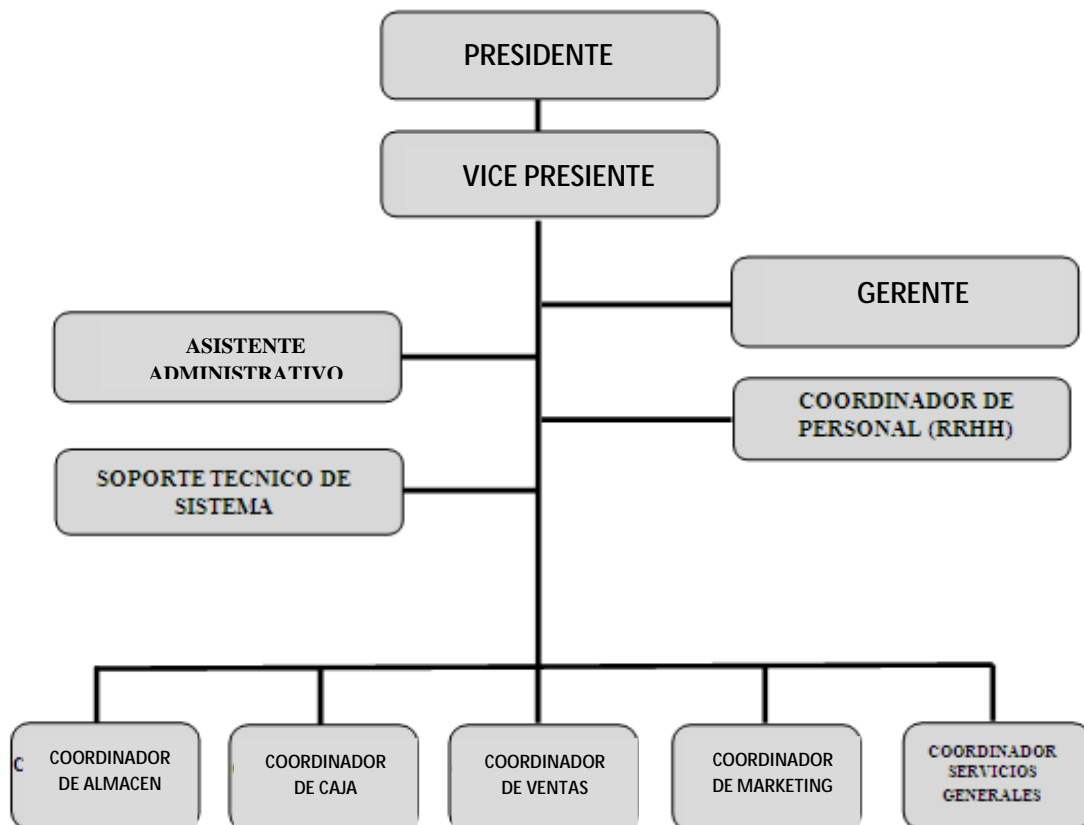 PRESIDENTE
VICE PRESIENTE
GERENTE
ASISTENTE
ADMINISTRATIVO
COORDINADOR DE
PERSONAL (RRHH)
SOPORTE TECNICO DE
SISTEMA
C
COORDINADOR
DE ALMACEN
COORDINADOR
DE CAJA
COORDINADOR
DE VENTAS
COORDINADOR
DE MARKETING
COORDINADOR
SERVICIOS
GENERALES